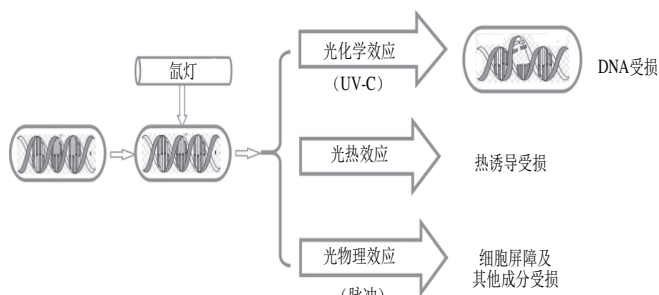 氙灯
光化学效应
（UV-C）
DNA受损
光热效应
热诱导受损
光物理效应
（脉冲）
细胞屏障及
其他成分受损